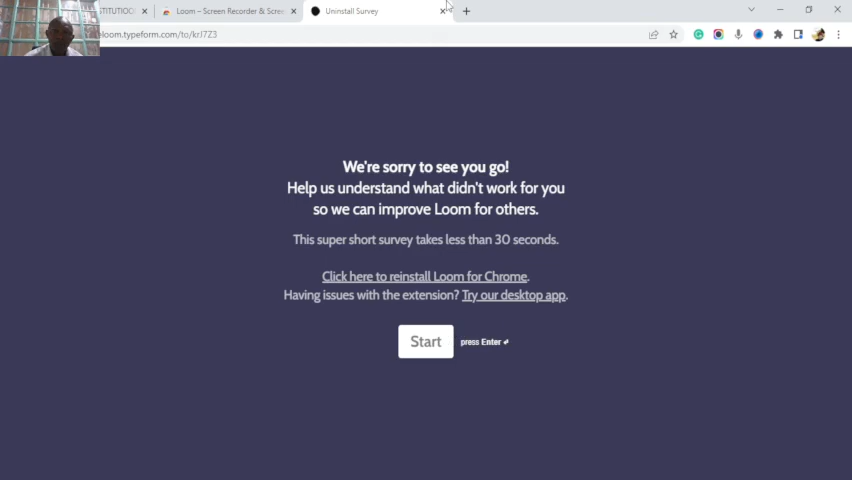 Loom – Screen Recorder & Scree
Uninstall Survey
eloom.typeform.com/to/krJ7Z3
We're sorry to see you go!
Help us understand what didn't work for you
so we can improve Loom for others.
This super short survey takes less than 30 seconds.
Click here to reinstall Loom for Chrome.
Having issues with the extension? Try our desktop app.
Start
press Enter ↵